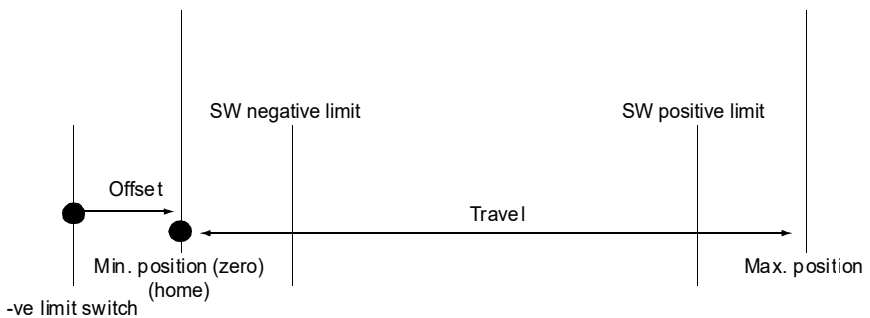 SW negative limit
SW positive limit
Offset
Travel
Min. position (zero)
(home)
Max. position
-ve limit switch